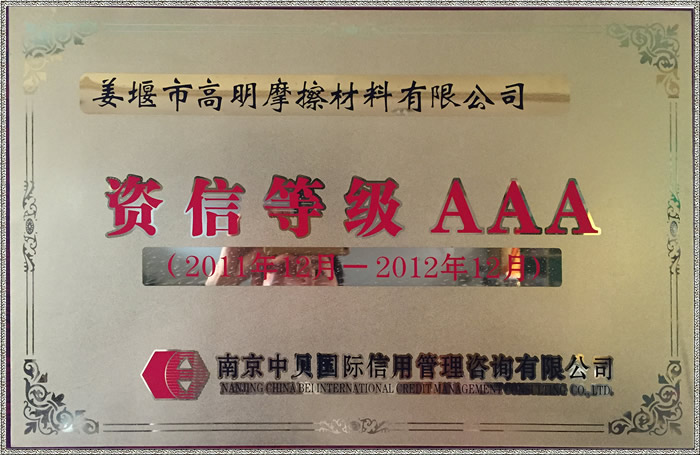 姜堰市高明摩擦材料有限公司
资信等级 AAA
(2011年12月－2012年12月)
南京中贝国际信用管理咨询有限公司
NANJING CHINA BEI INTERNATIONAL CREDIT MANAGEMENT CONSULTING CO., LTD.